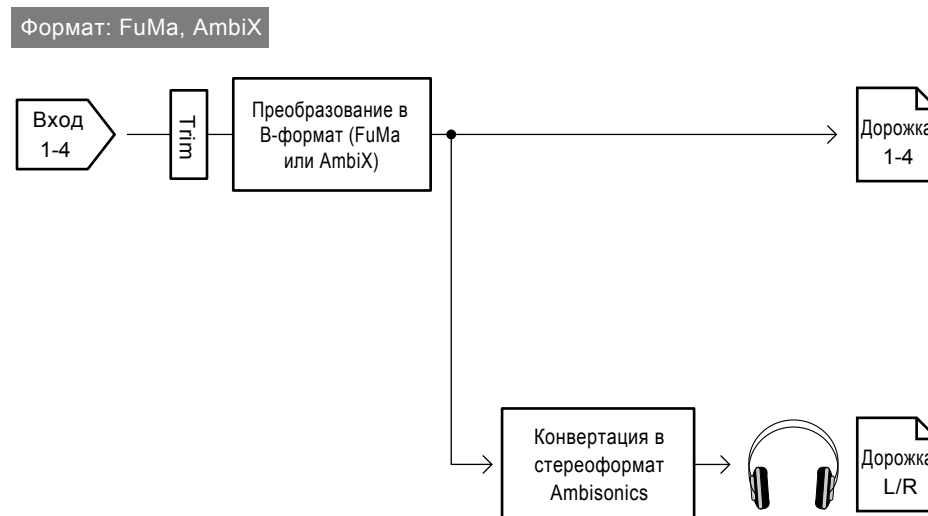 Формат: FuMa, AmbiX
Вход
1-4
Trim
Преобразование в
B-формат (FuMa
или AmbiX)
Дорожка
1-4
Конвертация в
стереоформат
Ambisonics
Дорожка
L/R